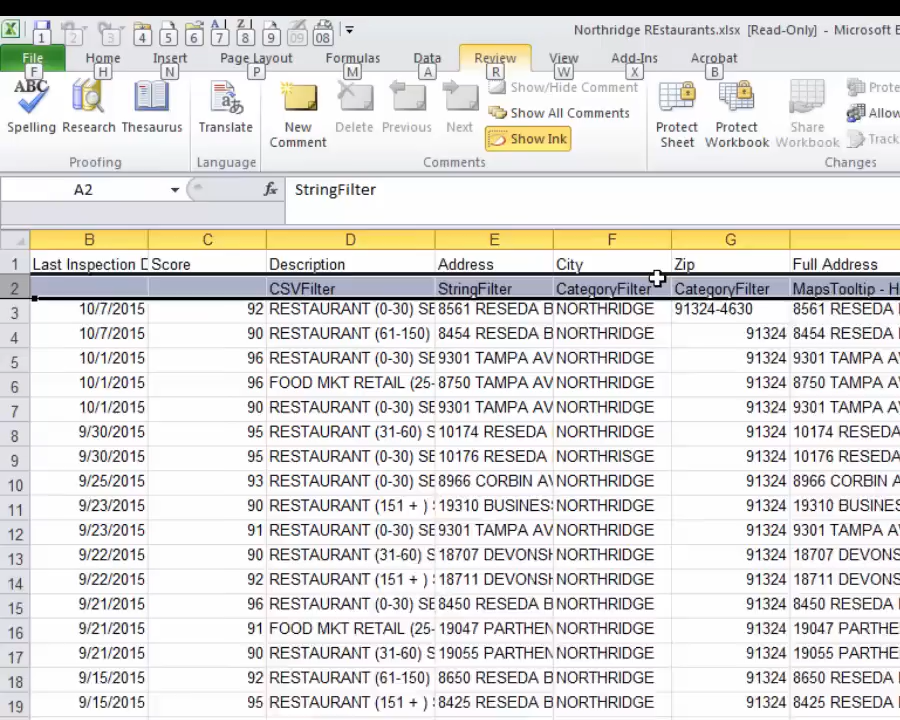 1 2 3 4 5 6 7 8 9 09 08 Northridge REstaurants.xlsx [Read-Only] - Microsoft E
File Home Insert Page Layout Formulas Data Review View Add-Ins Acrobat
F H N P M A R W X B
ABC
Spelling Research Thesaurus
Proofing
Translate
Language
New Comment Delete Previous Next
Show/Hide Comment
Show All Comments
Show Ink
Comments
Protect Sheet Protect Workbook Share Workbook
Prote
Allow
Track
Changes
A2 fx StringFilter
B C D E F G
1 Last Inspection D Score Description Address City Zip Full Address
2 CSVFilter StringFilter CategoryFilter CategoryFilter MapsTooltip - H
3 10/7/2015 92 RESTAURANT (0-30) SE 8561 RESEDA B NORTHRIDGE 91324-4630 8561 RESEDA
4 10/7/2015 90 RESTAURANT (61-150) 8454 RESEDA B NORTHRIDGE 91324 8454 RESEDA
5 10/1/2015 96 RESTAURANT (0-30) SE 9301 TAMPA AV NORTHRIDGE 91324 9301 TAMPA A
6 10/1/2015 96 FOOD MKT RETAIL (25- 8750 TAMPA AV NORTHRIDGE 91324 8750 TAMPA A
7 10/1/2015 90 RESTAURANT (0-30) SE 9301 TAMPA AV NORTHRIDGE 91324 9301 TAMPA A
8 9/30/2015 95 RESTAURANT (31-60) S 10174 RESEDA NORTHRIDGE 91324 10174 RESEDA
9 9/30/2015 95 RESTAURANT (0-30) SE 10176 RESEDA NORTHRISGE 91324 10176 RESEDA
10 9/25/2015 93 RESTAURANT (0-30) SE 8966 CORBIN AV NORTHRIDGE 91324 8966 CORBIN A
11 9/23/2015 90 RESTAURANT (151 + ) S 19310 BUSINES NORTHRIDGE 91324 19310 BUSINES
12 9/23/2015 91 RESTAURANT (0-30) SE 9301 TAMPA AV NORTHRIDGE 91324 9301 TAMPA A
13 9/22/2015 90 RESTAURANT (31-60) S 18707 DEVONSH NORTHRIDGE 91324 18707 DEVONS
14 9/22/2015 92 RESTAURANT (151 + ) S 18711 DEVONSH NORTHRIDGE 91324 18711 DEVONS
15 9/21/2015 96 RESTAURANT (0-30) SE 8450 RESEDA B NORTHRIDGE 91324 8450 RESEDA
16 9/21/2015 91 FOOD MKT RETAIL (25- 19047 PARTHEN NORTHRIDGE 91324 19047 PARTHE
17 9/21/2015 90 RESTAURANT (31-60) S 19055 PARTHEN NORTHRIDGE 91324 19055 PARTHE
18 9/15/2015 92 RESTAURANT (61-150) 8650 RESEDA B NORTHRIDGE 91324 8650 RESEDA
19 9/15/2015 95 RESTAURANT (151 + ) S 8425 RESEDA B NORTHRIDGE 91324 8425 RESEDA